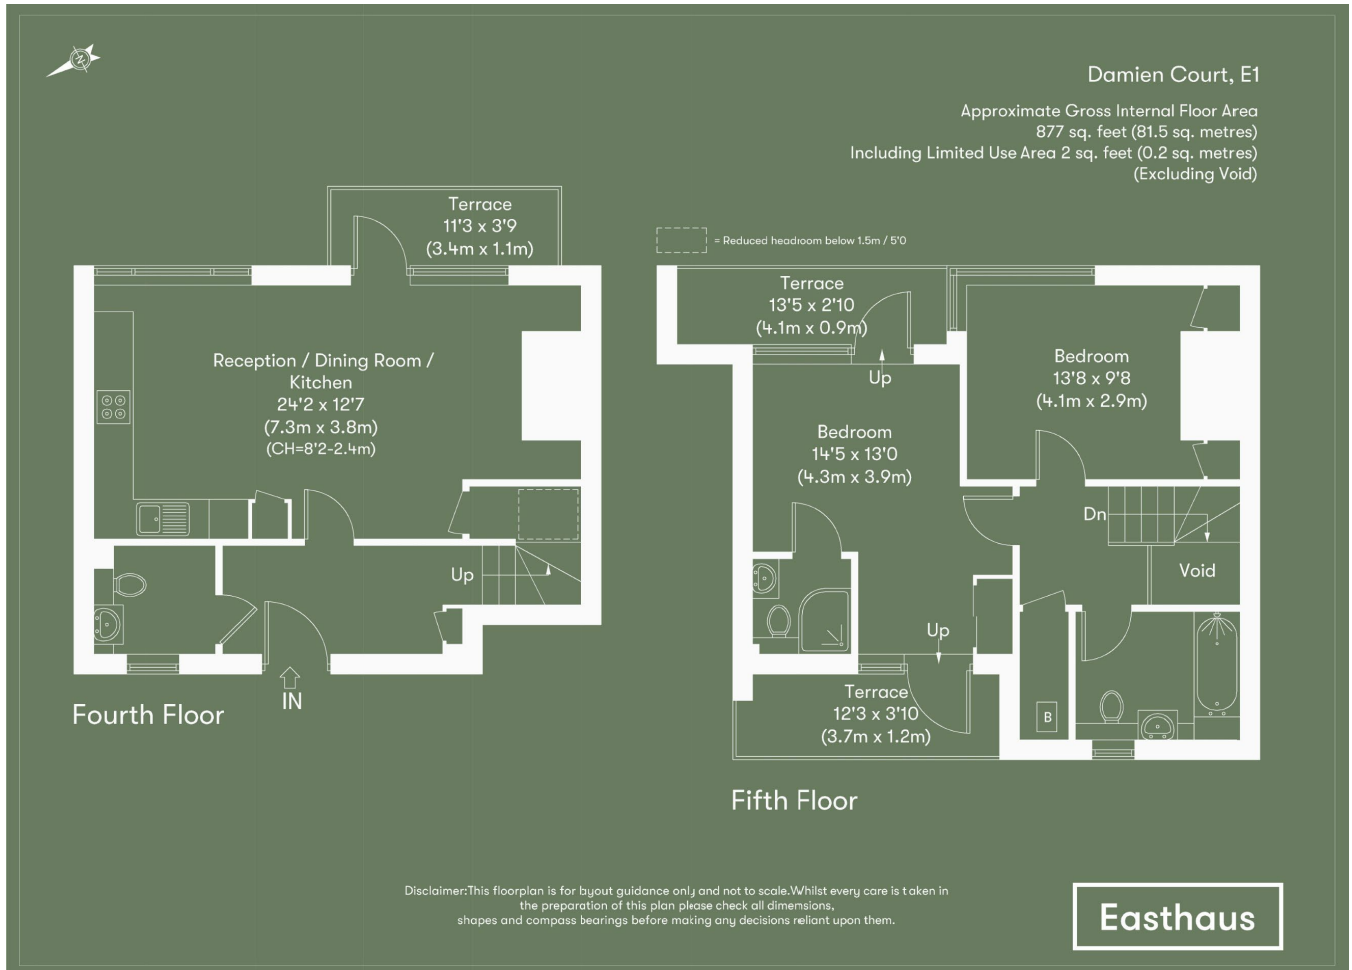 N
Damien Court, E1
Approximate Gross Internal Floor Area
877 sq. feet (81.5 sq. metres)
Including Limited Use Area 2 sq. feet (0.2 sq. metres)
(Excluding Void)
Terrace
11'3 x 3'9
(3.4m x 1.1m)
Reception / Dining Room /
Kitchen
24'2 x 12'7
(7.3m x 3.8m)
(CH=8'2-2.4m)
Up
IN
Fourth Floor
= Reduced headroom below 1.5m / 5'0
Terrace
13'5 x 2'10
(4.1m x 0.9m)
Up
Bedroom
13'8 x 9'8
(4.1m x 2.9m)
Bedroom
14'5 x 13'0
(4.3m x 3.9m)
Dn
Void
Up
Terrace
12'3 x 3'10
(3.7m x 1.2m)
B
Fifth Floor
Disclaimer:This floorplan is for layout guidance only and not to scale.Whilst every care is taken in
the preparation of this plan please check all dimensions,
shapes and compass bearings before making any decisions reliant upon them.
Easthaus